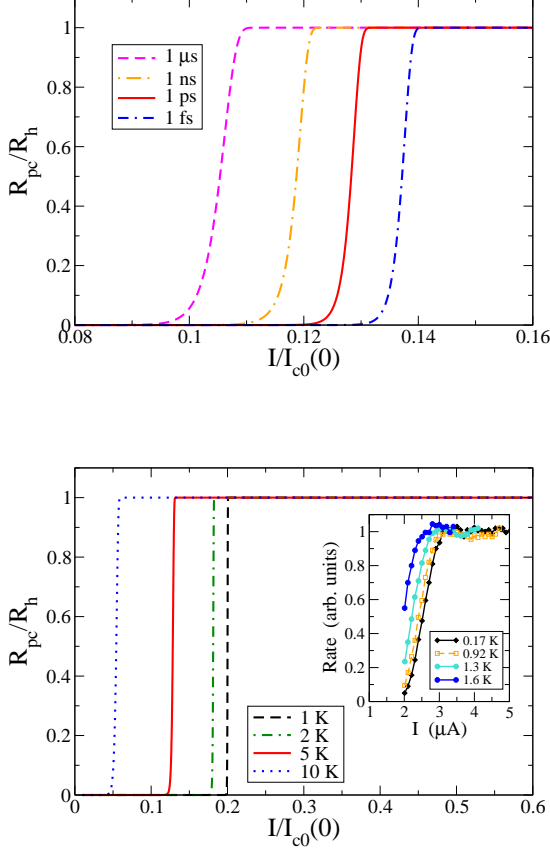 1
0.8
0.6
0.4
0.2
0
R_pc/R_h
1 μs
1 ns
1 ps
1 fs
0.08 0.1 0.12 0.14 0.16
I/I_c0(0)
1
0.8
0.6
0.4
0.2
0
R_pc/R_h
1 K
2 K
5 K
10 K
0 0.1 0.2 0.3 0.4 0.5 0.6
I/I_c0(0)
1
0.8
0.6
0.4
0.2
0
Rate (arb. units)
0.17 K
0.92 K
1.3 K
1.6 K
1 2 3 4 5
I (μA)